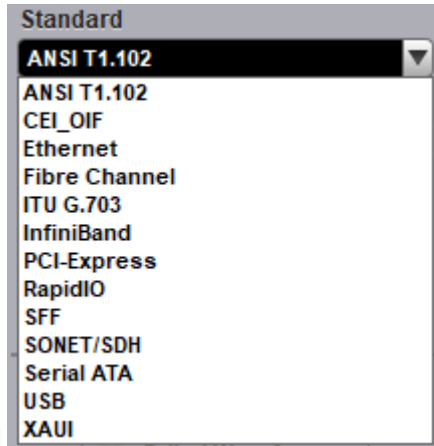 Standard
ANSI T1.102
ANSI T1.102
CEI_OIF
Ethernet
Fibre Channel
ITU G.703
InfiniBand
PCI-Express
RapidIO
SFF
SONET/SDH
Serial ATA
USB
XAUI